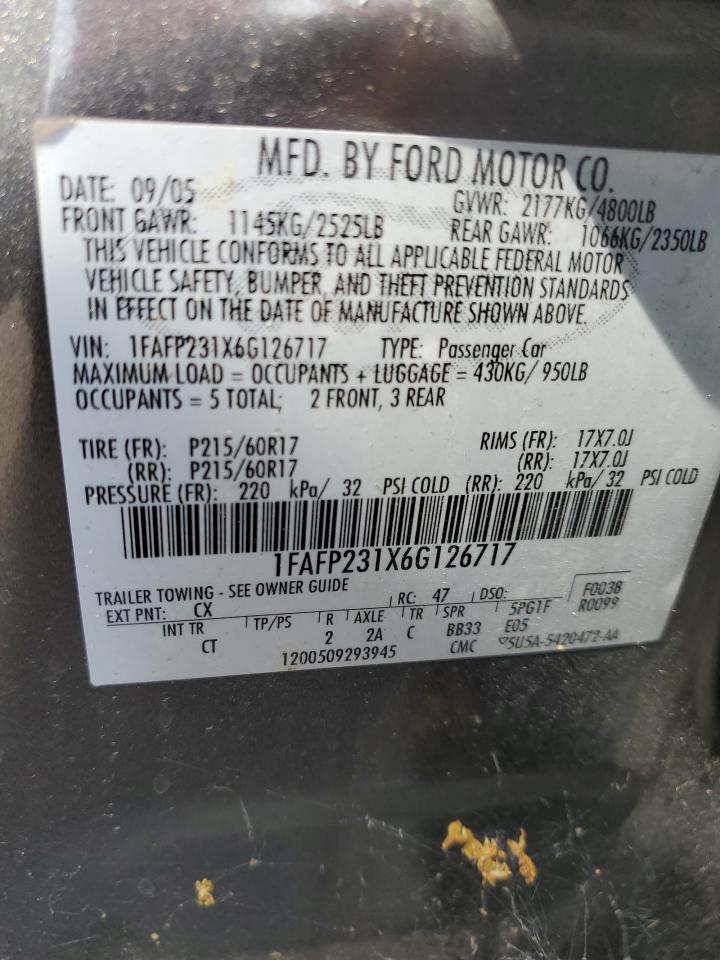 MFD. BY FORD MOTOR CO.
DATE: 09/05 GVWR: 2177KG/4800LB
FRONT GAWR: 1145KG/2525LB REAR GAWR: 1066KG/2350LB
THIS VEHICLE CONFORMS TO ALL APPLICABLE FEDERAL MOTOR
VEHICLE SAFETY, BUMPER, AND THEFT PREVENTION STANDARDS
IN EFFECT ON THE DATE OF MANUFACTURE SHOWN ABOVE.
VIN: 1FAFP231X6G126717 TYPE: Passenger Car
MAXIMUM LOAD = OCCUPANTS + LUGGAGE = 430KG/ 950LB
OCCUPANTS = 5 TOTAL; 2 FRONT, 3 REAR
TIRE (FR): P215/60R17 RIMS (FR): 17X7.0J
(RR): P215/60R17 (RR): 17X7.0J
PRESSURE (FR): 220 kPa/ 32 PSI COLD (RR): 220 kPa/ 32 PSI COLD
1FAFP231X6G126717
TRAILER TOWING - SEE OWNER GUIDE RC: 47 DSO: F0038
EXT PNT: CX 5PG1F R0099
INT TR TP/PS R AXLE TR SPR
CT 2 2A C BB33 E05
1200509293945 CMC 5U5A-5420472-AA